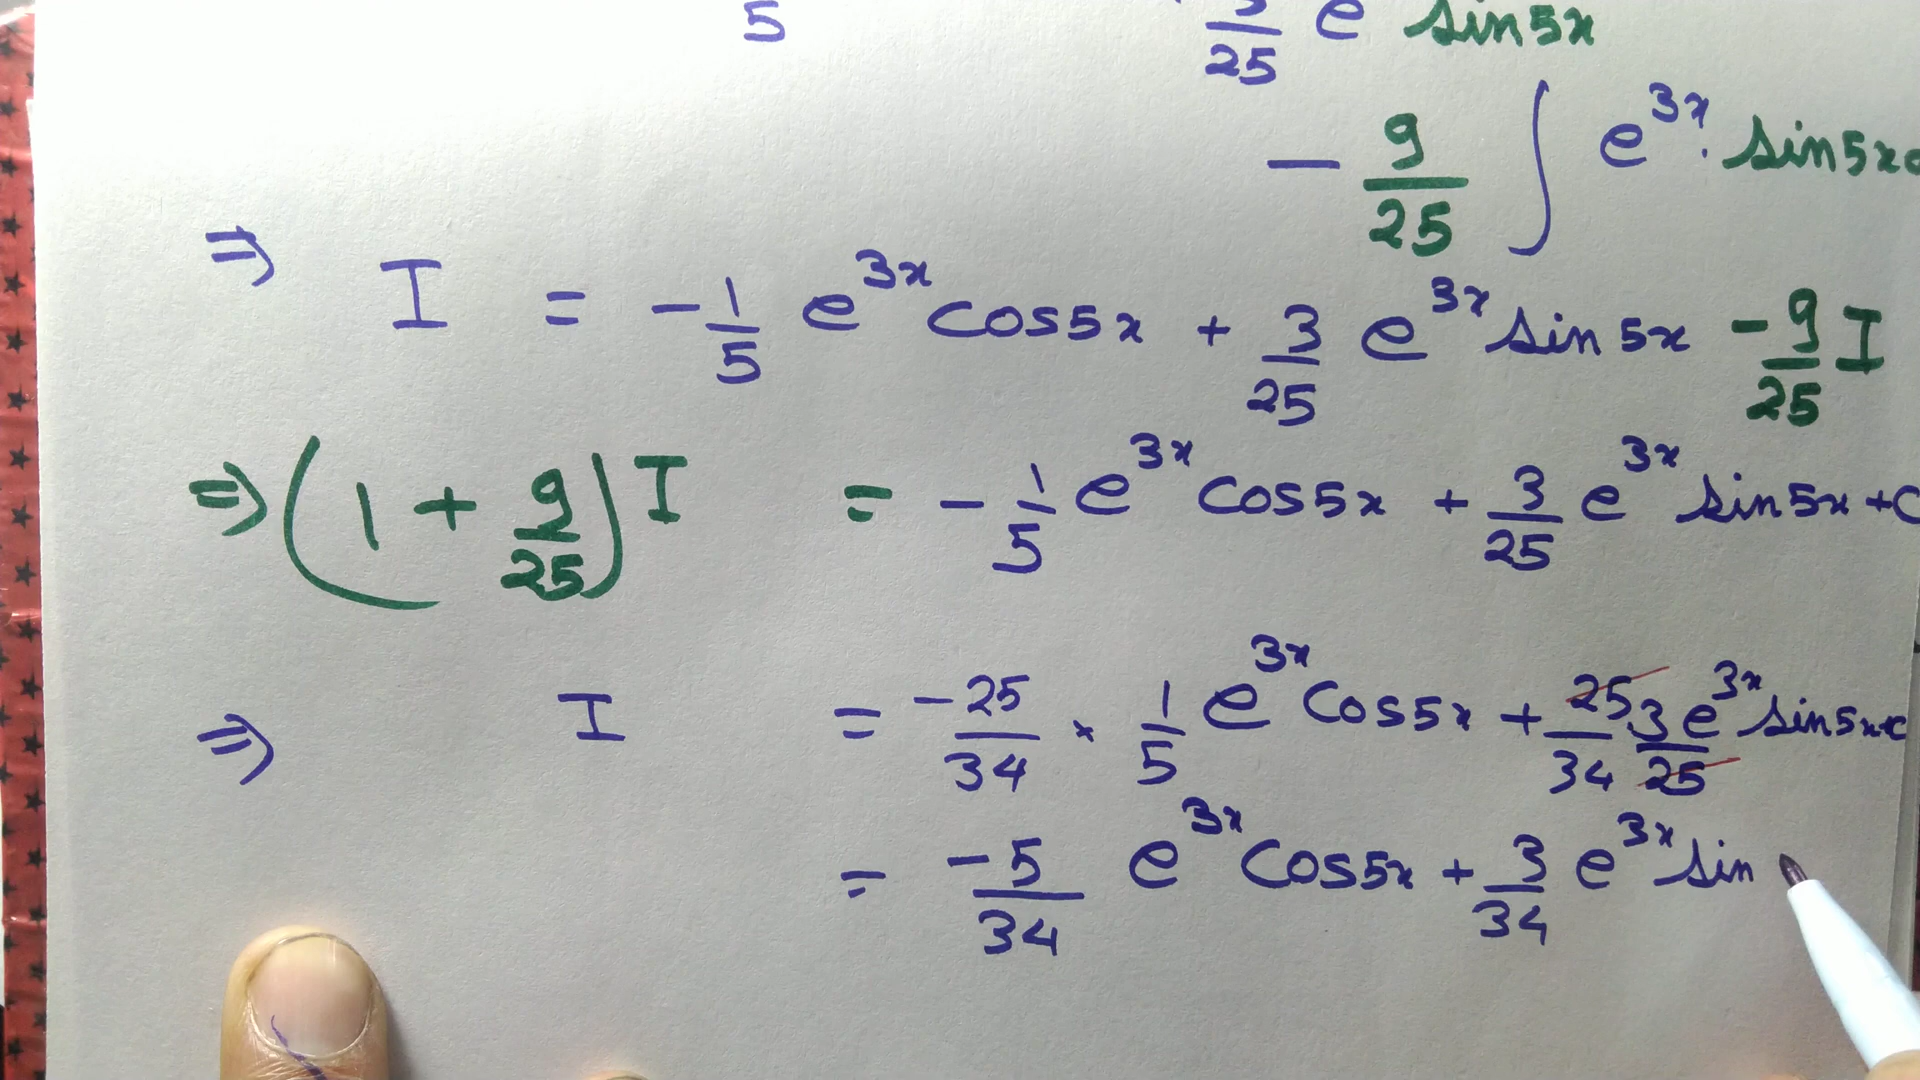 5 3/25 e sin5x
- 9/25 ∫ e^3x . sin5x
⇒ I = -1/5 e^3x cos5x + 3/25 e^3x sin5x - 9/25 I
⇒ (1 + 9/25) I = - 1/5 e^3x cos5x + 3/25 e^3x sin5x + C
⇒ I = -25/34 × 1/5 e^3x cos5x + 25/34 . 3/25 e^3x sin5x+c
= -5/34 e^3x cos5x + 3/34 e^3x sin